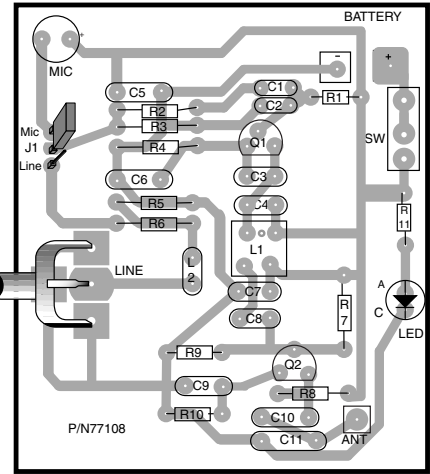 BATTERY
+
MIC
-
+
C5
C1
R2
C2
R1
R3
Mic
J1
R4
Q1
SW
Line
C6
C3
R5
C4
R
11
R6
L1
LINE
L
2
C7
A
R
7
C
C8
LED
R9
Q2
C9
R8
R10
C10
P/N77108
C11
ANT